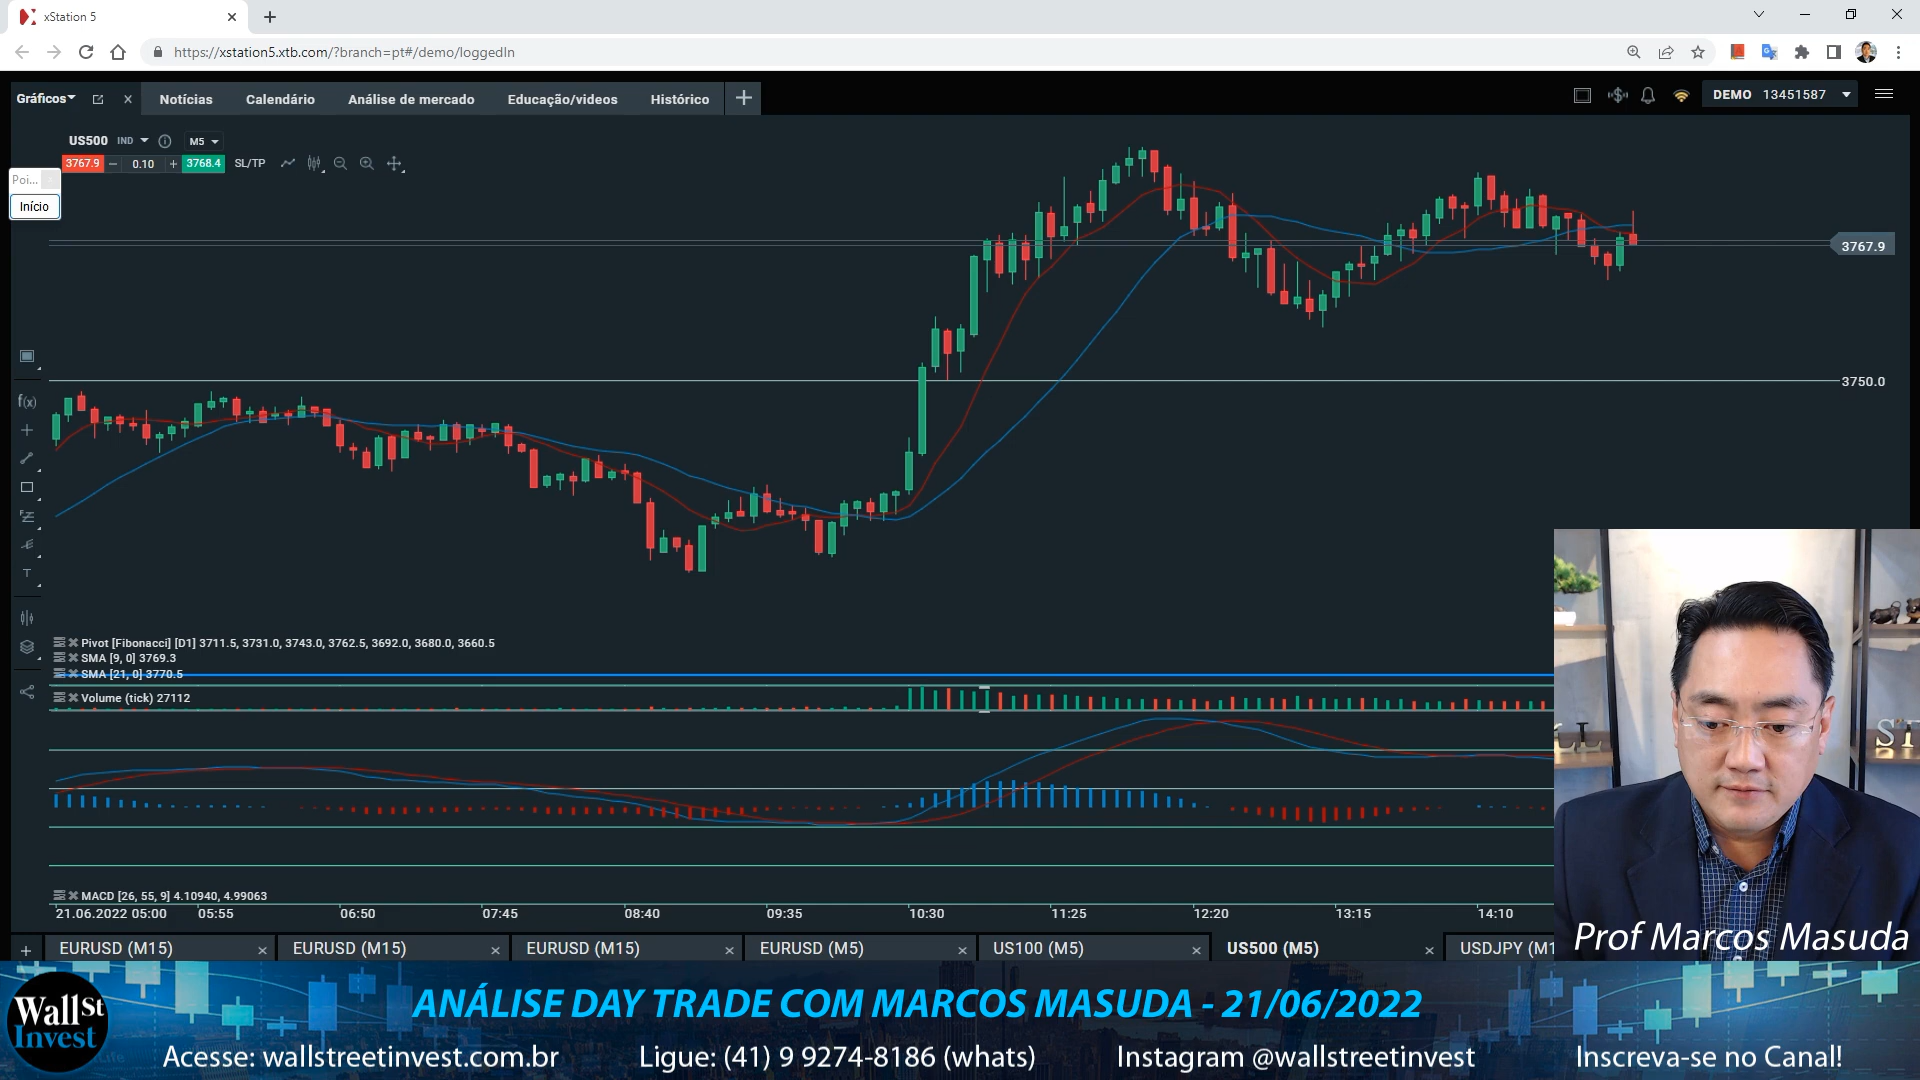 xStation 5
https://xstation5.xtb.com/?branch=pt#/demo/loggedIn
Gráficos
Notícias
Calendário
Análise de mercado
Educação/videos
Histórico
DEMO 13451587
US500 IND M5
3767.9 0.10 3768.4 SL/TP
Poi...
Início
3767.9
3750.0
f(x)
T
Pivot [Fibonacci] [D1] 3711.5, 3731.0, 3743.0, 3762.5, 3692.0, 3680.0, 3660.5
SMA [9, 0] 3769.3
SMA [21, 0] 3770.5
Volume (tick) 27112
MACD [26, 55, 9] 4.10940, 4.99063
21.06.2022 05:00 05:55 06:50 07:45 08:40 09:35 10:30 11:25 12:20 13:15 14:10
EURUSD (M15) EURUSD (M15) EURUSD (M15) EURUSD (M5) US100 (M5) US500 (M5) USDJPY (M1
ST
Prof Marcos Masuda
Wall St
Invest
ANÁLISE DAY TRADE COM MARCOS MASUDA - 21/06/2022
Acesse: wallstreetinvest.com.br Ligue: (41) 9 9274-8186 (whats) Instagram @wallstreetinvest Inscreva-se no Canal!